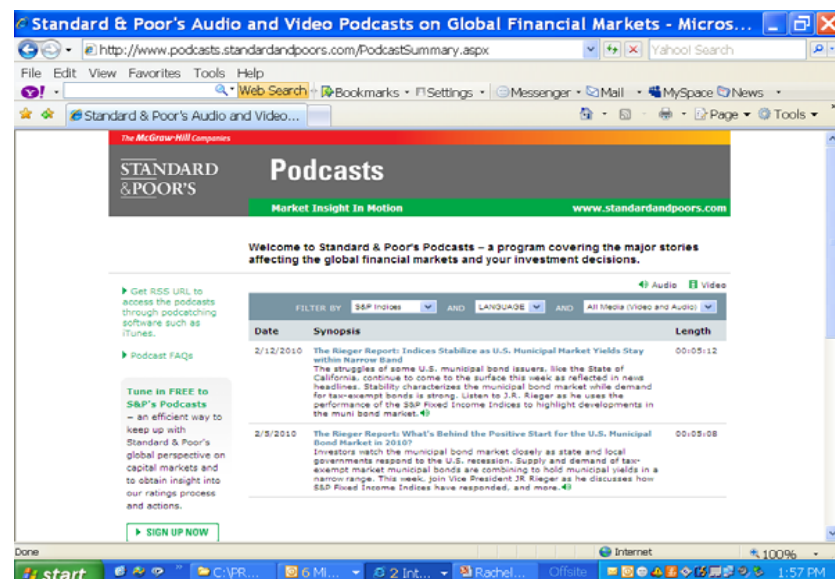 Standard & Poor's Audio and Video Podcasts on Global Financial Markets - Micros...
http://www.podcasts.standardandpoors.com/PodcastSummary.aspx
Yahoo! Search
File Edit View Favorites Tools Help
Y! Web Search Bookmarks Settings Messenger Mail MySpace News
Standard & Poor's Audio and Video... Page Tools
The McGraw-Hill Companies
STANDARD
&POOR'S
Podcasts
Market Insight In Motion www.standardandpoors.com
Welcome to Standard & Poor's Podcasts – a program covering the major stories
affecting the global financial markets and your investment decisions.
Audio Video
Get RSS URL to
access the podcasts
through podcatching
software such as
iTunes.
Podcast FAQs
Tune in FREE to
S&P's Podcasts
– an efficient way to
keep up with
Standard & Poor's
global perspective on
capital markets and
to obtain insight into
our ratings process
and actions.
SIGN UP NOW
FILTER BY S&P Indices AND LANGUAGE AND All Media (Video and Audio)
Date Synopsis Length
2/12/2010 The Rieger Report: Indices Stabilize as U.S. Municipal Market Yields Stay 00:05:12
within Narrow Band
The struggles of some U.S. municipal bond issuers, like the State of
California, continue to come to the surface this week as reflected in news
headlines. Stability characterizes the municipal bond market while demand
for tax-exempt bonds is strong. Listen to J.R. Rieger as he uses the
performance of the S&P Fixed Income Indices to highlight developments in
the muni bond market.
2/5/2010 The Rieger Report: What's Behind the Positive Start for the U.S. Municipal 00:05:08
Bond Market in 2010?
Investors watch the municipal bond market closely as state and local
governments respond to the U.S. recession. Supply and demand of tax-
exempt market municipal bonds are combining to hold municipal yields in a
narrow range. This week, join Vice President JR Rieger as he discusses how
S&P Fixed Income Indices have responded, and more.
Done Internet 100%
start C:\PR... 6 Mi... 2 Int... Rachel... Offsite 1:57 PM